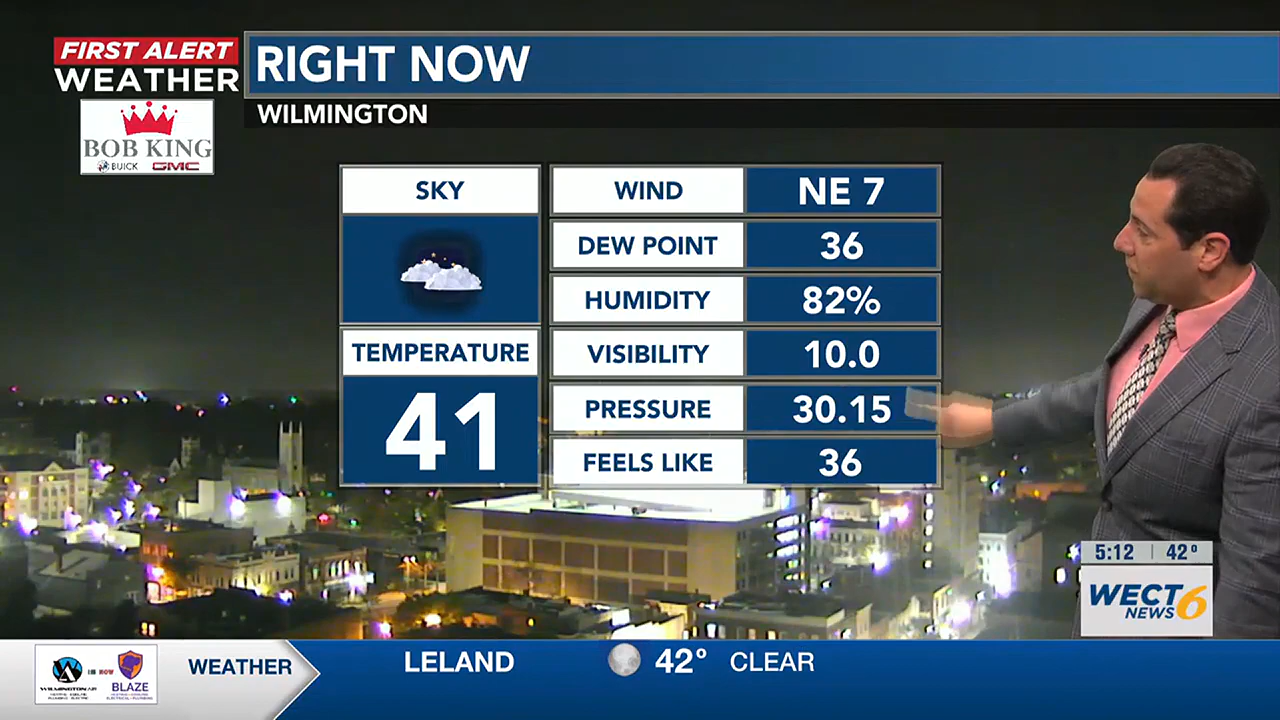 FIRST ALERT
WEATHER
RIGHT NOW
WILMINGTON
BOB KING
BUICK GMC
SKY
TEMPERATURE
41
WIND NE 7
DEW POINT 36
HUMIDITY 82%
VISIBILITY 10.0
PRESSURE 30.15
FEELS LIKE 36
5:12 42°
WECT
NEWS 6
IS NOW
BLAZE
WEATHER
LELAND 42° CLEAR